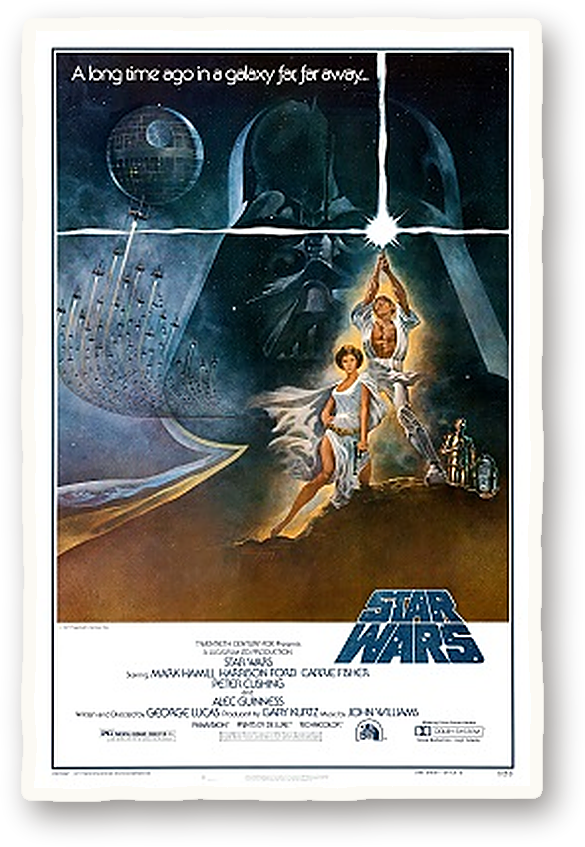 A long time ago in a galaxy far, far away...
STAR
WARS
TWENTIETH CENTURY-FOX Presents
A LUCASFILM LTD. PRODUCTION
STAR WARS
Starring MARK HAMILL HARRISON FORD CARRIE FISHER
PETER CUSHING
and
ALEC GUINNESS
Written and Directed by GEORGE LUCAS Produced by GARY KURTZ Music by JOHN WILLIAMS
PANAVISION PRINTS BY DE LUXE TECHNICOLOR
PG
DOLBY SYSTEM